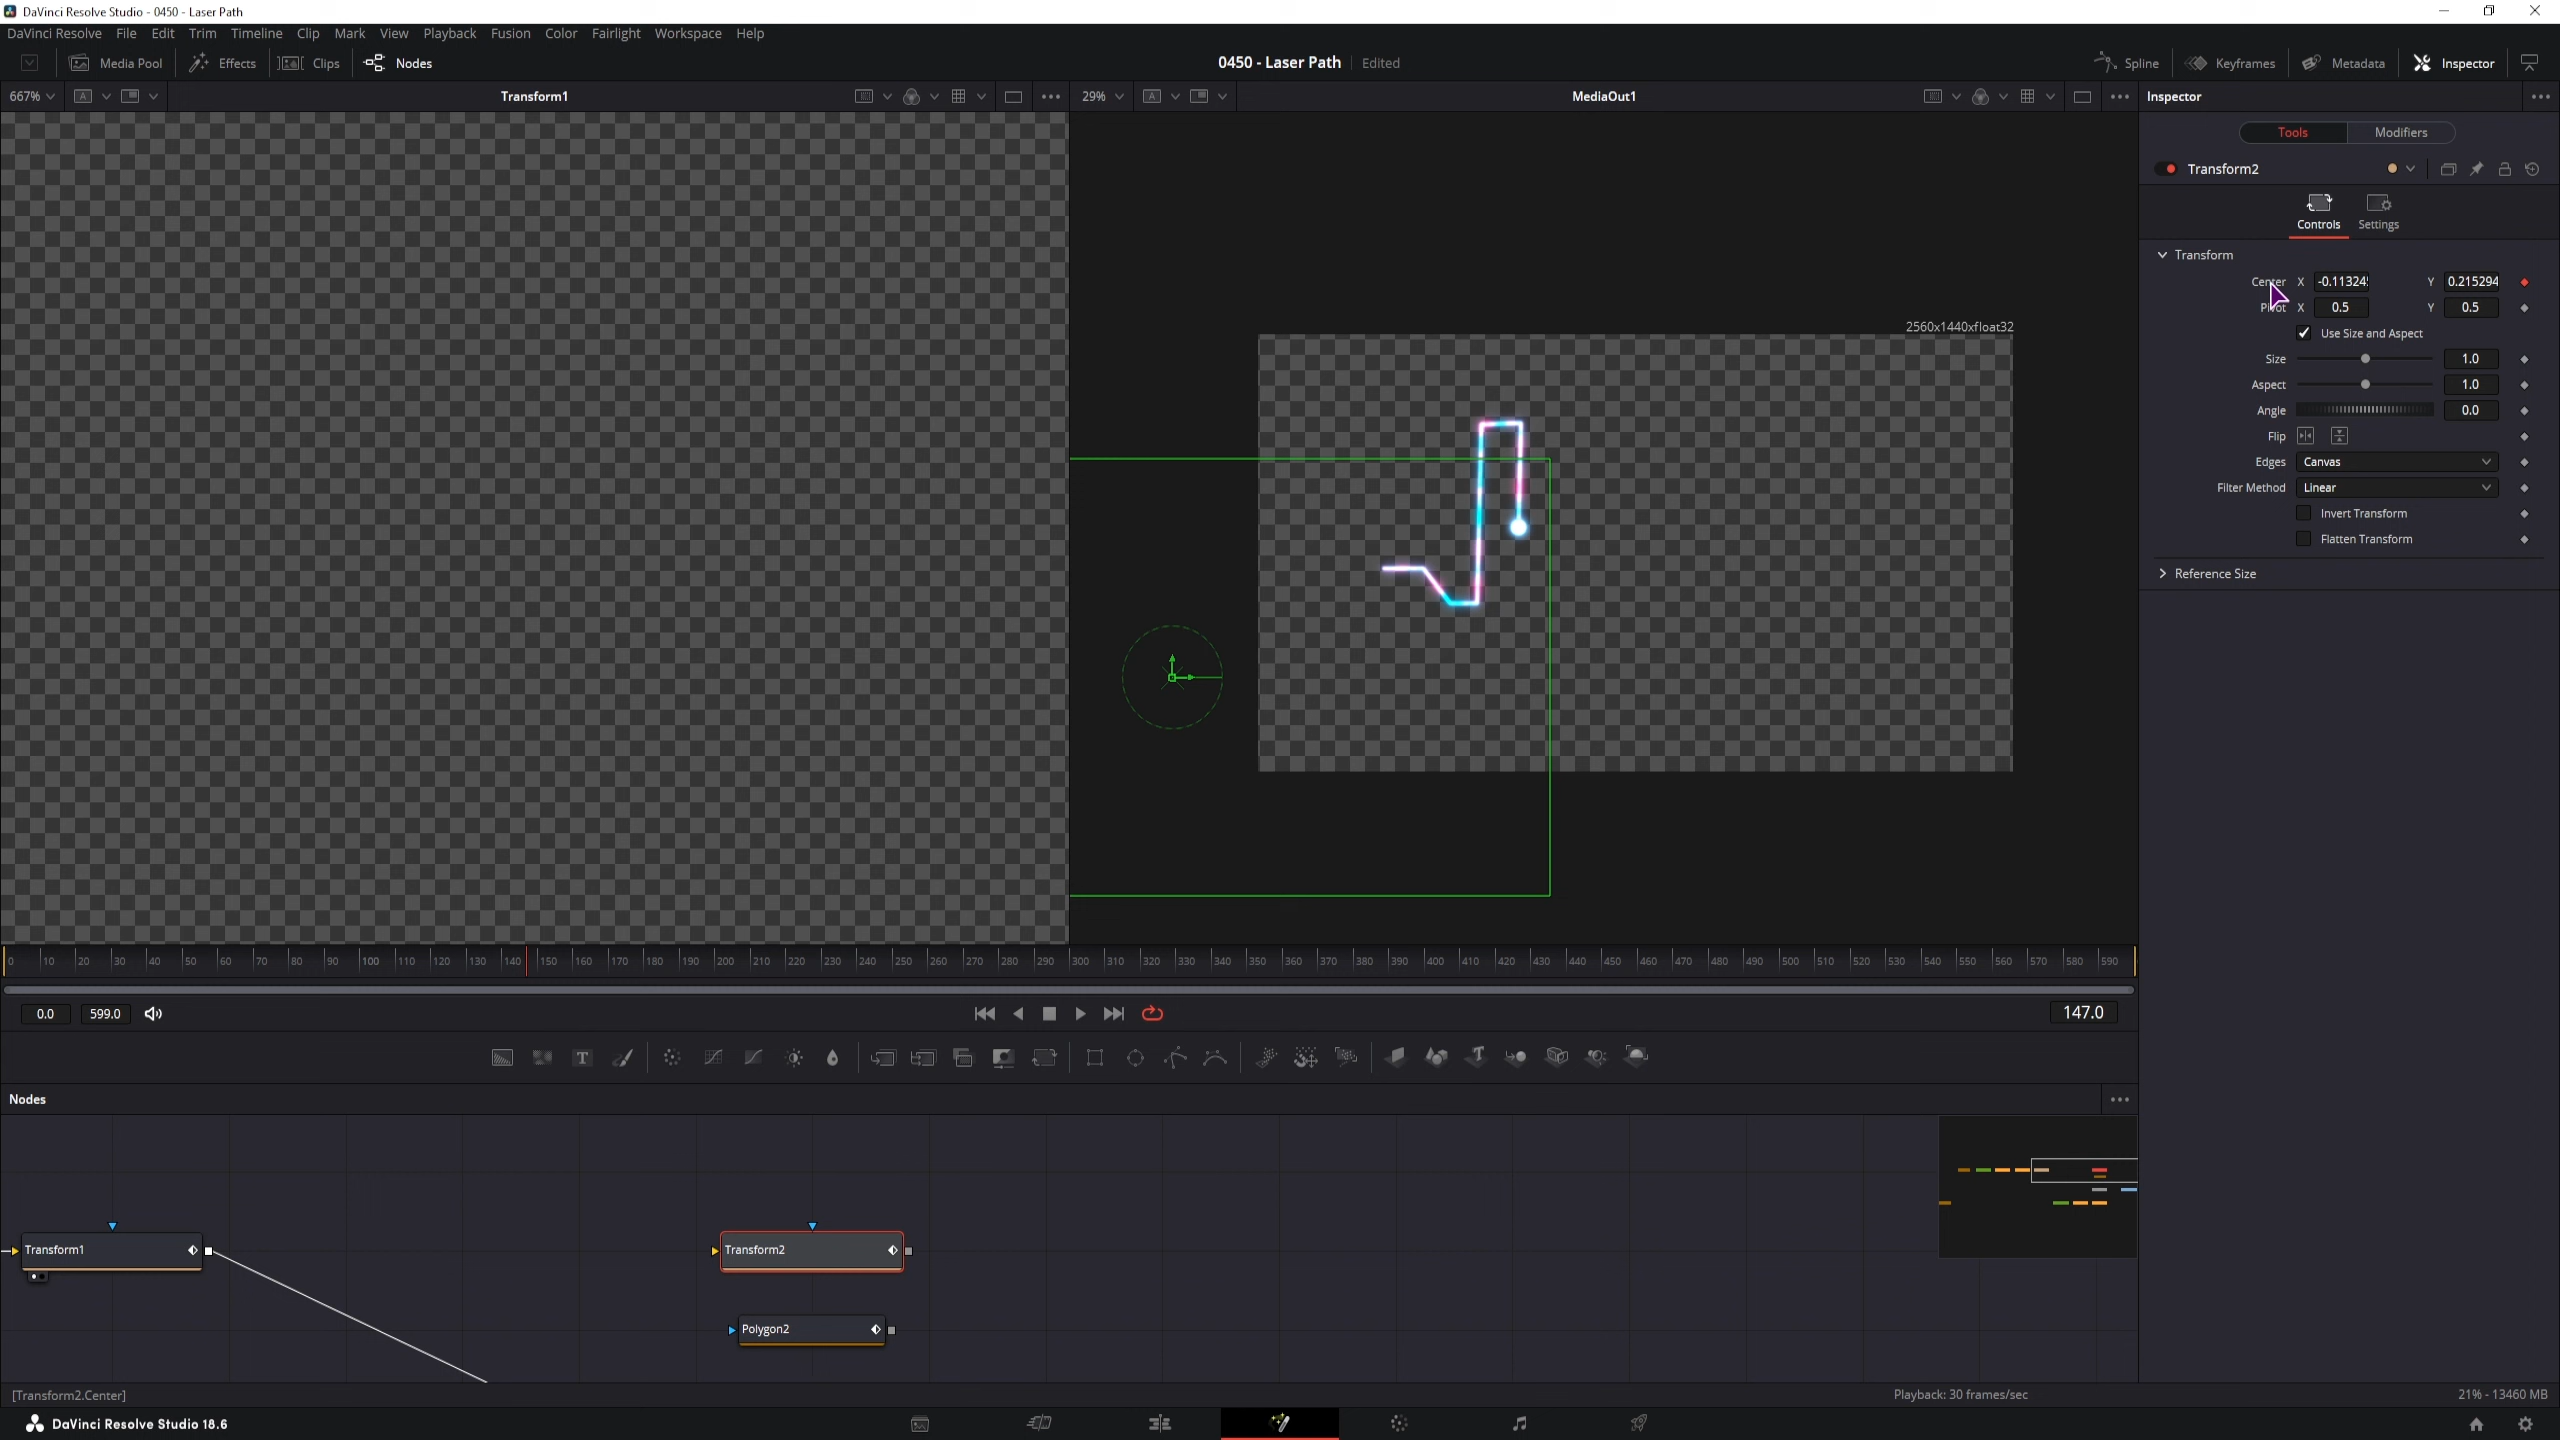 DaVinci Resolve Studio - 0450 - Laser Path
DaVinci Resolve File Edit Trim Timeline Clip Mark View Playback Fusion Color Fairlight Workspace Help
Media Pool Effects Clips Nodes 0450 - Laser Path Edited Spline Keyframes Metadata Inspector
667% A Transform1 29% A MediaOut1 Inspector
Tools Modifiers
Transform2
Controls Settings
Transform
Center X -0.11324 Y 0.215294
Pivot X 0.5 Y 0.5
2560x1440xfloat32
Use Size and Aspect
Size 1.0
Aspect 1.0
Angle 0.0
Flip
Edges Canvas
Filter Method Linear
Invert Transform
Flatten Transform
Reference Size
0 10 20 30 40 50 60 70 80 90 100 110 120 130 140 150 160 170 180 190 200 210 220 230 240 250 260 270 280 290 300 310 320 330 340 350 360 370 380 390 400 410 420 430 440 450 460 470 480 490 500 510 520 530 540 550 560 570 580 590
0.0 599.0 147.0
T T
Nodes
Transform1 Transform2
Polygon2
[Transform2.Center] Playback: 30 frames/sec 21% - 13460 MB
DaVinci Resolve Studio 18.6